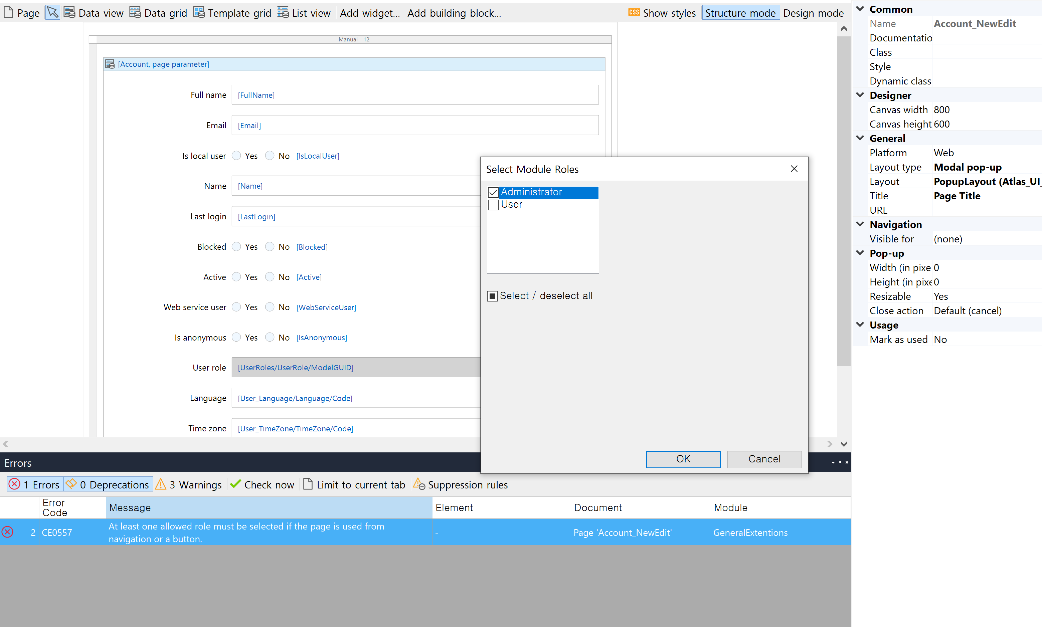 Page Data view Data grid Template grid List view Add widget... Add building block... CSS Show styles Structure mode Design mode
[Account, page parameter]
Full name [FullName]
Email [Email]
Is local user Yes No [IsLocalUser]
Name [Name]
Last login [LastLogin]
Blocked Yes No [Blocked]
Active Yes No [Active]
Web service user Yes No [WebServiceUser]
Is anonymous Yes No [IsAnonymous]
User role [UserRoles/UserRole/ModelGUID]
Language [User_Language/Language/Code]
Time zone [User_TimeZone/TimeZone/Code]
Select Module Roles
Administrator
User
Select / deselect all
OK Cancel
Common
Name Account_NewEdit
Documentatio
Class
Style
Dynamic class
Designer
Canvas width 800
Canvas height 600
General
Platform Web
Layout type Modal pop-up
Layout PopupLayout (Atlas_UI_
Title Page Title
URL
Navigation
Visible for (none)
Pop-up
Width (in pixe 0
Height (in pixe 0
Resizable Yes
Close action Default (cancel)
Usage
Mark as used No
Errors
1 Errors 0 Deprecations 3 Warnings Check now Limit to current tab Suppression rules
Error
Code Message Element Document Module
2 CE0557 At least one allowed role must be selected if the page is used from
navigation or a button. - Page 'Account_NewEdit' GeneralExtentions